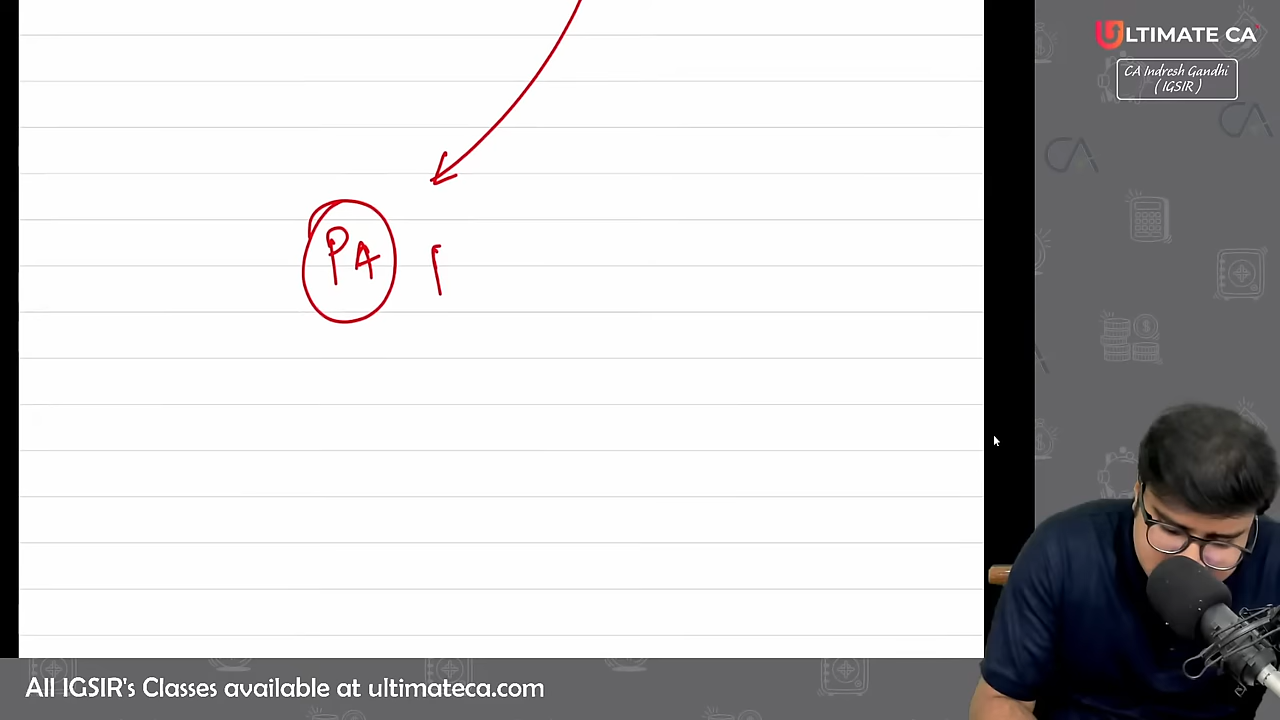 ULTIMATE CA
CA Indresh Gandhi
( IGSIR )
PA
All IGSIR's Classes available at ultimateca.com